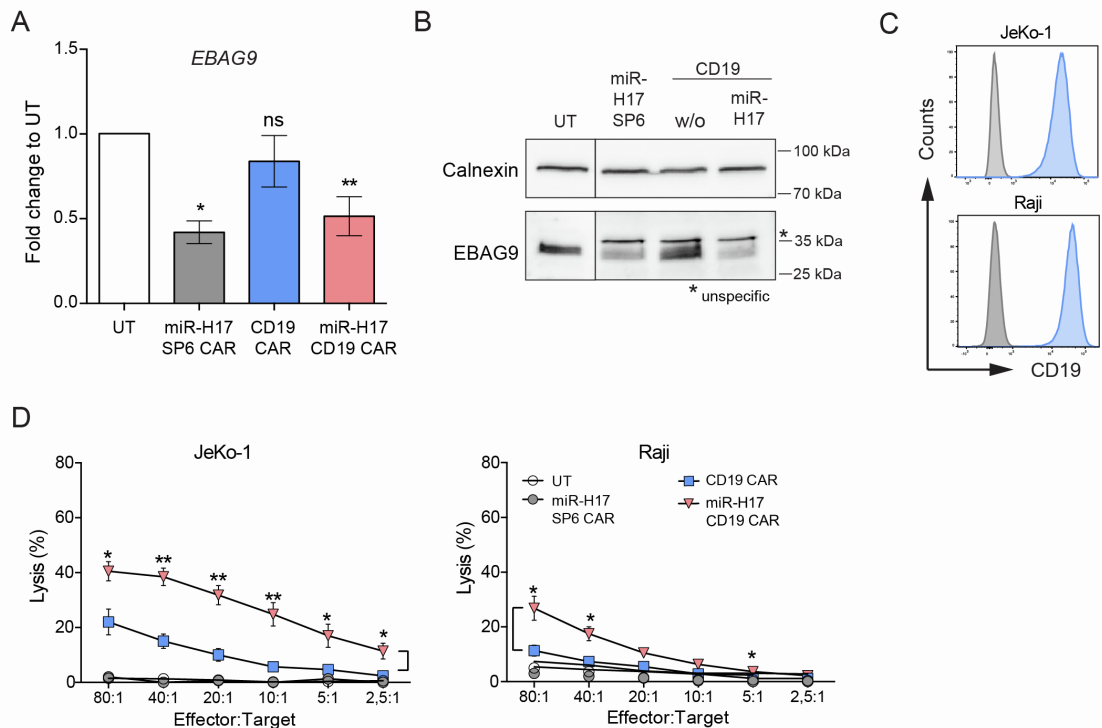 A
EBAG9
Fold change to UT
1.5
1.0
0.5
0.0
*
ns
**
UT
miR-H17
SP6 CAR
CD19
CAR
miR-H17
CD19 CAR
B
CD19
UT
miR-
H17
SP6
w/o
miR-
H17
Calnexin
100 kDa
70 kDa
EBAG9
*
35 kDa
25 kDa
* unspecific
C
JeKo-1
Counts
Raji
CD19
D
JeKo-1
Lysis (%)
80
60
40
20
0
* ** ** ** * *
80:1 40:1 20:1 10:1 5:1 2,5:1
Effector:Target
Raji
Lysis (%)
80
60
40
20
0
UT
miR-H17
SP6 CAR
CD19 CAR
miR-H17
CD19 CAR
* * *
80:1 40:1 20:1 10:1 5:1 2,5:1
Effector:Target